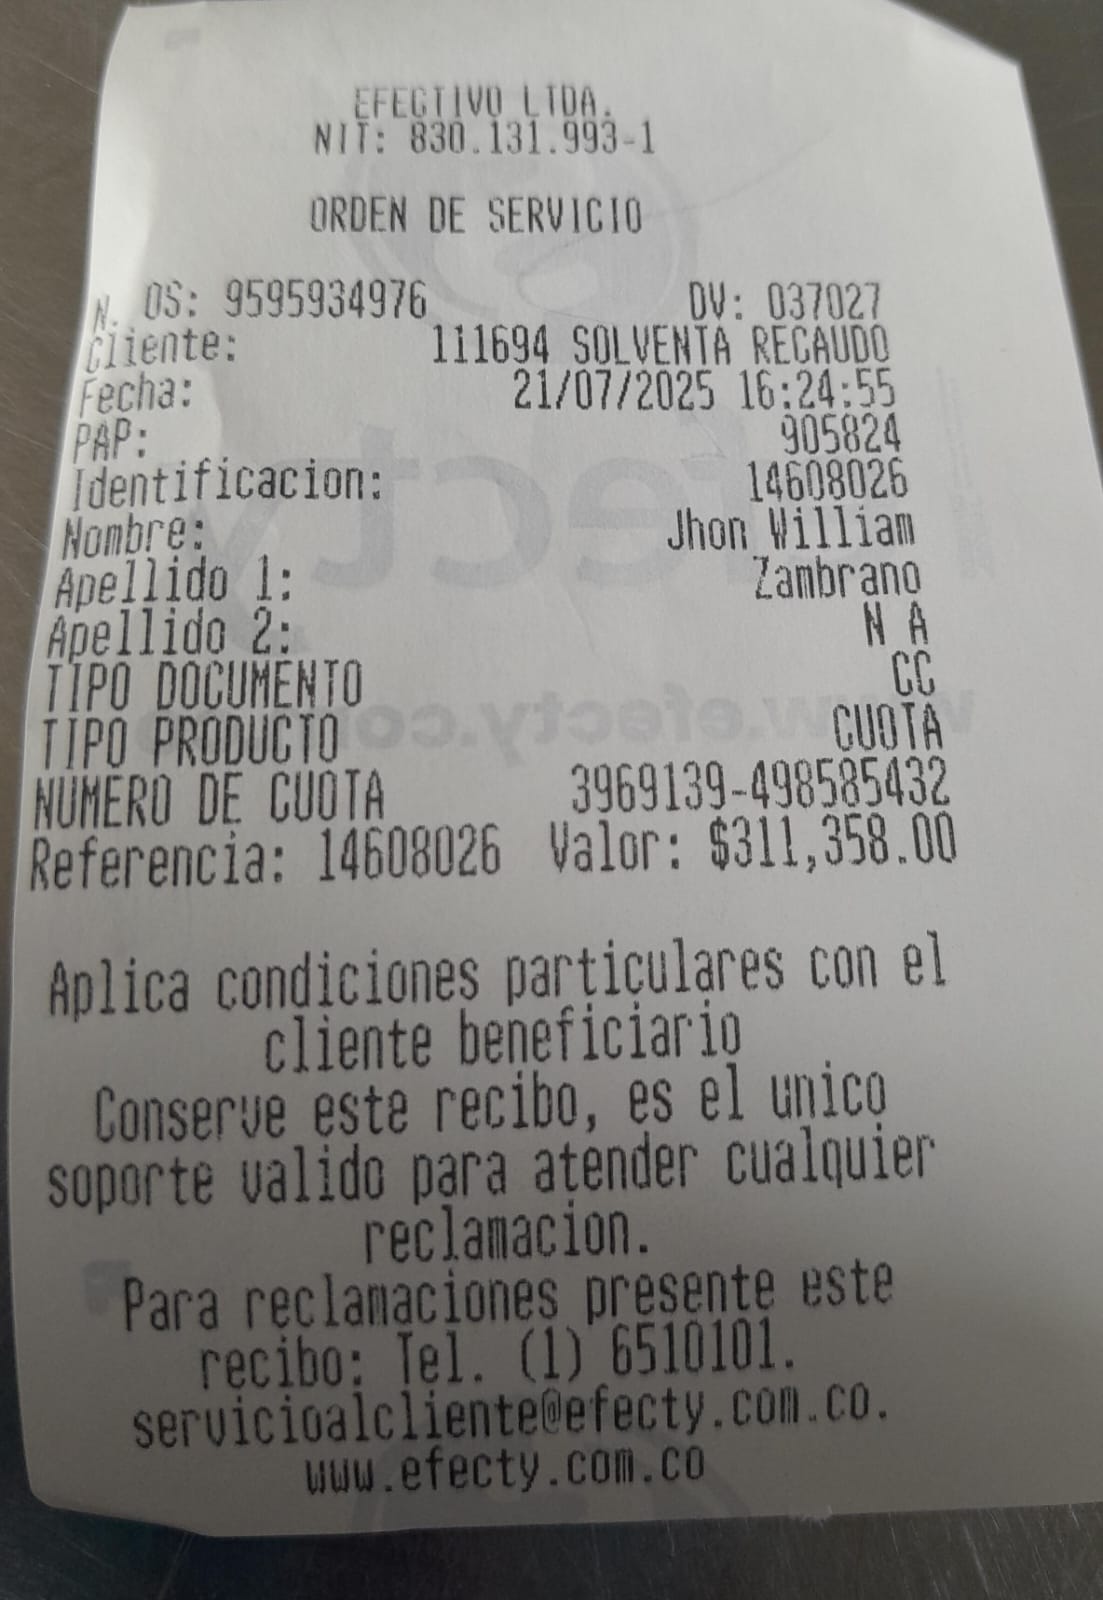 EFECTIVO LTDA.
NIT: 830.131.993-1
ORDEN DE SERVICIO
N. OS: 9595934976 DV: 037027
Cliente: 111694 SOLVENTA RECAUDO
Fecha: 21/07/2025 16:24:55
PAP: 905824
Identificacion: 14608026
Nombre: Jhon William
Apellido 1: Zambrano
Apellido 2: N A
TIPO DOCUMENTO CC
TIPO PRODUCTO CUOTA
NUMERO DE CUOTA 3969139-498585432
Referencia: 14608026 Valor: $311,358.00
Aplica condiciones particulares con el
cliente beneficiario
Conserve este recibo, es el unico
soporte valido para atender cualquier
reclamacion.
Para reclamaciones presente este
recibo: Tel. (1) 6510101.
servicioalcliente@efecty.com.co.
www.efecty.com.co